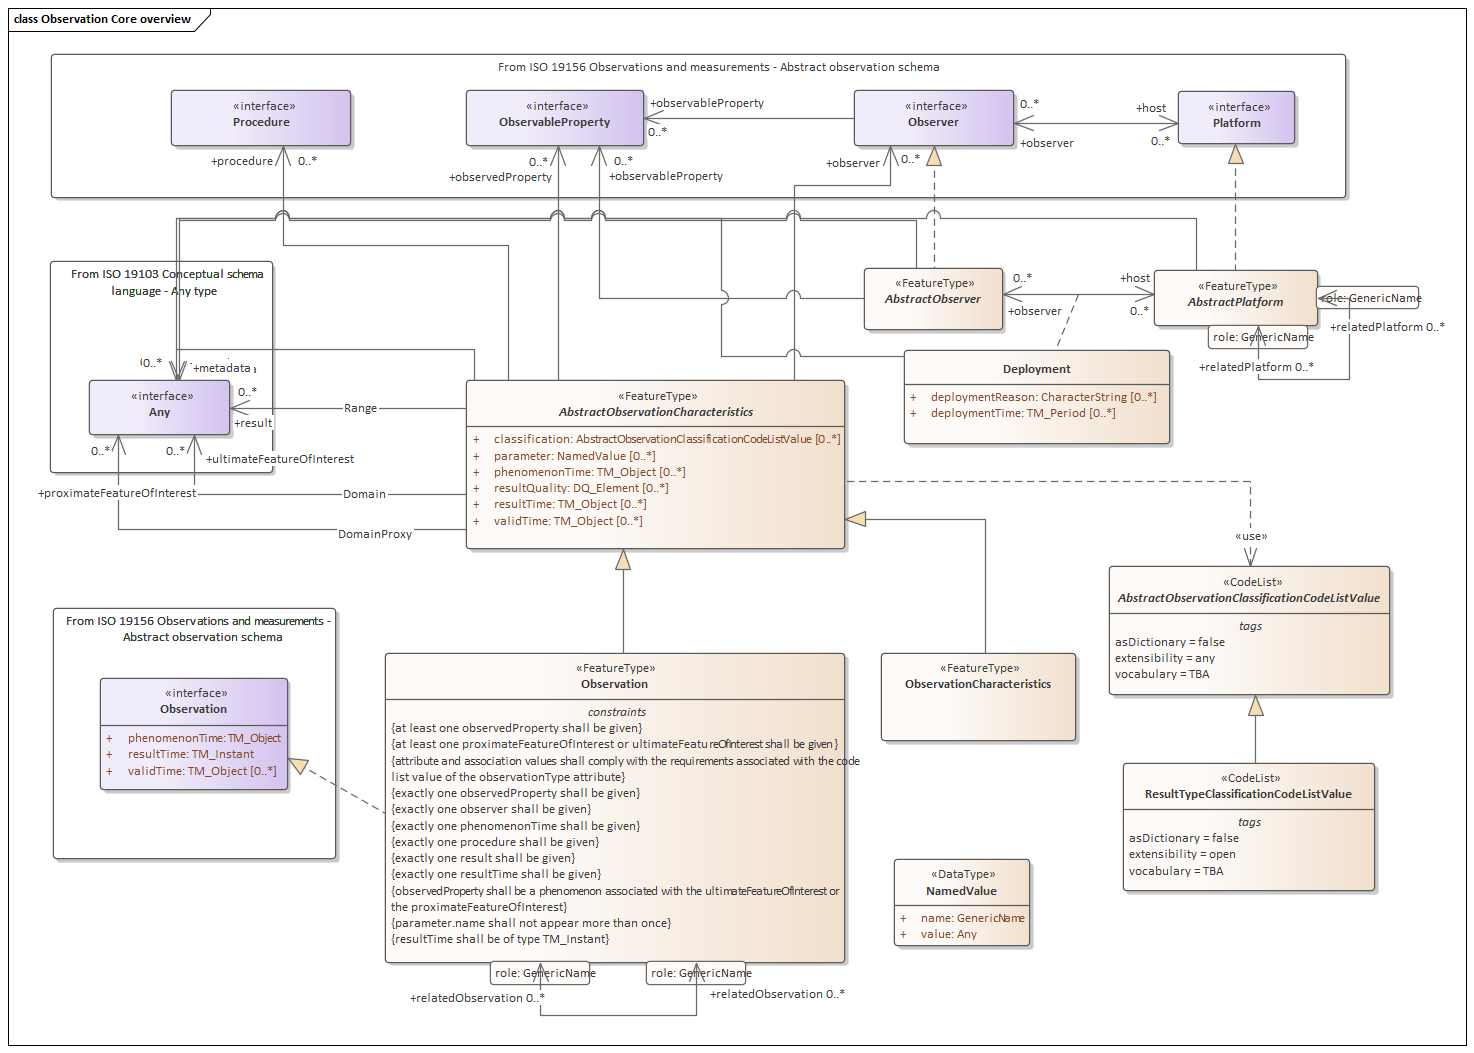 class Observation Core overview
From ISO 19156 Observations and measurements - Abstract observation schema
«interface»
Procedure
«interface»
ObservableProperty
«interface»
Observer
«interface»
Platform
+observableProperty
0..*
0..*
+observer
+host
0..*
+procedure
0..*
0..*
+observedProperty
0..*
+observableProperty
+observer
0..*
From ISO 19103 Conceptual schema
language - Any type
0..*
+metadata
«interface»
Any
0..*
+result
Range
0..*
0..*
+ultimateFeatureOfInterest
+proximateFeatureOfInterest
Domain
DomainProxy
«FeatureType»
AbstractObserver
0..*
+observer
+host
0..*
«FeatureType»
AbstractPlatform
role: GenericName
+relatedPlatform 0..*
role: GenericName
+relatedPlatform 0..*
Deployment
+ deploymentReason: CharacterString [0..*]
+ deploymentTime: TM_Period [0..*]
«FeatureType»
AbstractObservationCharacteristics
+ classification: AbstractObservationClassificationCodeListValue [0..*]
+ parameter: NamedValue [0..*]
+ phenomenonTime: TM_Object [0..*]
+ resultQuality: DQ_Element [0..*]
+ resultTime: TM_Object [0..*]
+ validTime: TM_Object [0..*]
«use»
«CodeList»
AbstractObservationClassificationCodeListValue
tags
asDictionary = false
extensibility = any
vocabulary = TBA
From ISO 19156 Observations and measurements -
Abstract observation schema
«interface»
Observation
+ phenomenonTime: TM_Object
+ resultTime: TM_Instant
+ validTime: TM_Object [0..*]
«FeatureType»
Observation
constraints
{at least one observedProperty shall be given}
{at least one proximateFeatureOfInterest or ultimateFeatureOfInterest shall be given}
{attribute and association values shall comply with the requirements associated with the code
list value of the observationType attribute}
{exactly one observedProperty shall be given}
{exactly one observer shall be given}
{exactly one phenomenonTime shall be given}
{exactly one procedure shall be given}
{exactly one result shall be given}
{exactly one resultTime shall be given}
{observedProperty shall be a phenomenon associated with the ultimateFeatureOfInterest or
the proximateFeatureOfInterest}
{parameter.name shall not appear more than once}
{resultTime shall be of type TM_Instant}
role: GenericName
role: GenericName
+relatedObservation 0..*
+relatedObservation 0..*
«FeatureType»
ObservationCharacteristics
«CodeList»
ResultTypeClassificationCodeListValue
tags
asDictionary = false
extensibility = open
vocabulary = TBA
«DataType»
NamedValue
+ name: GenericName
+ value: Any